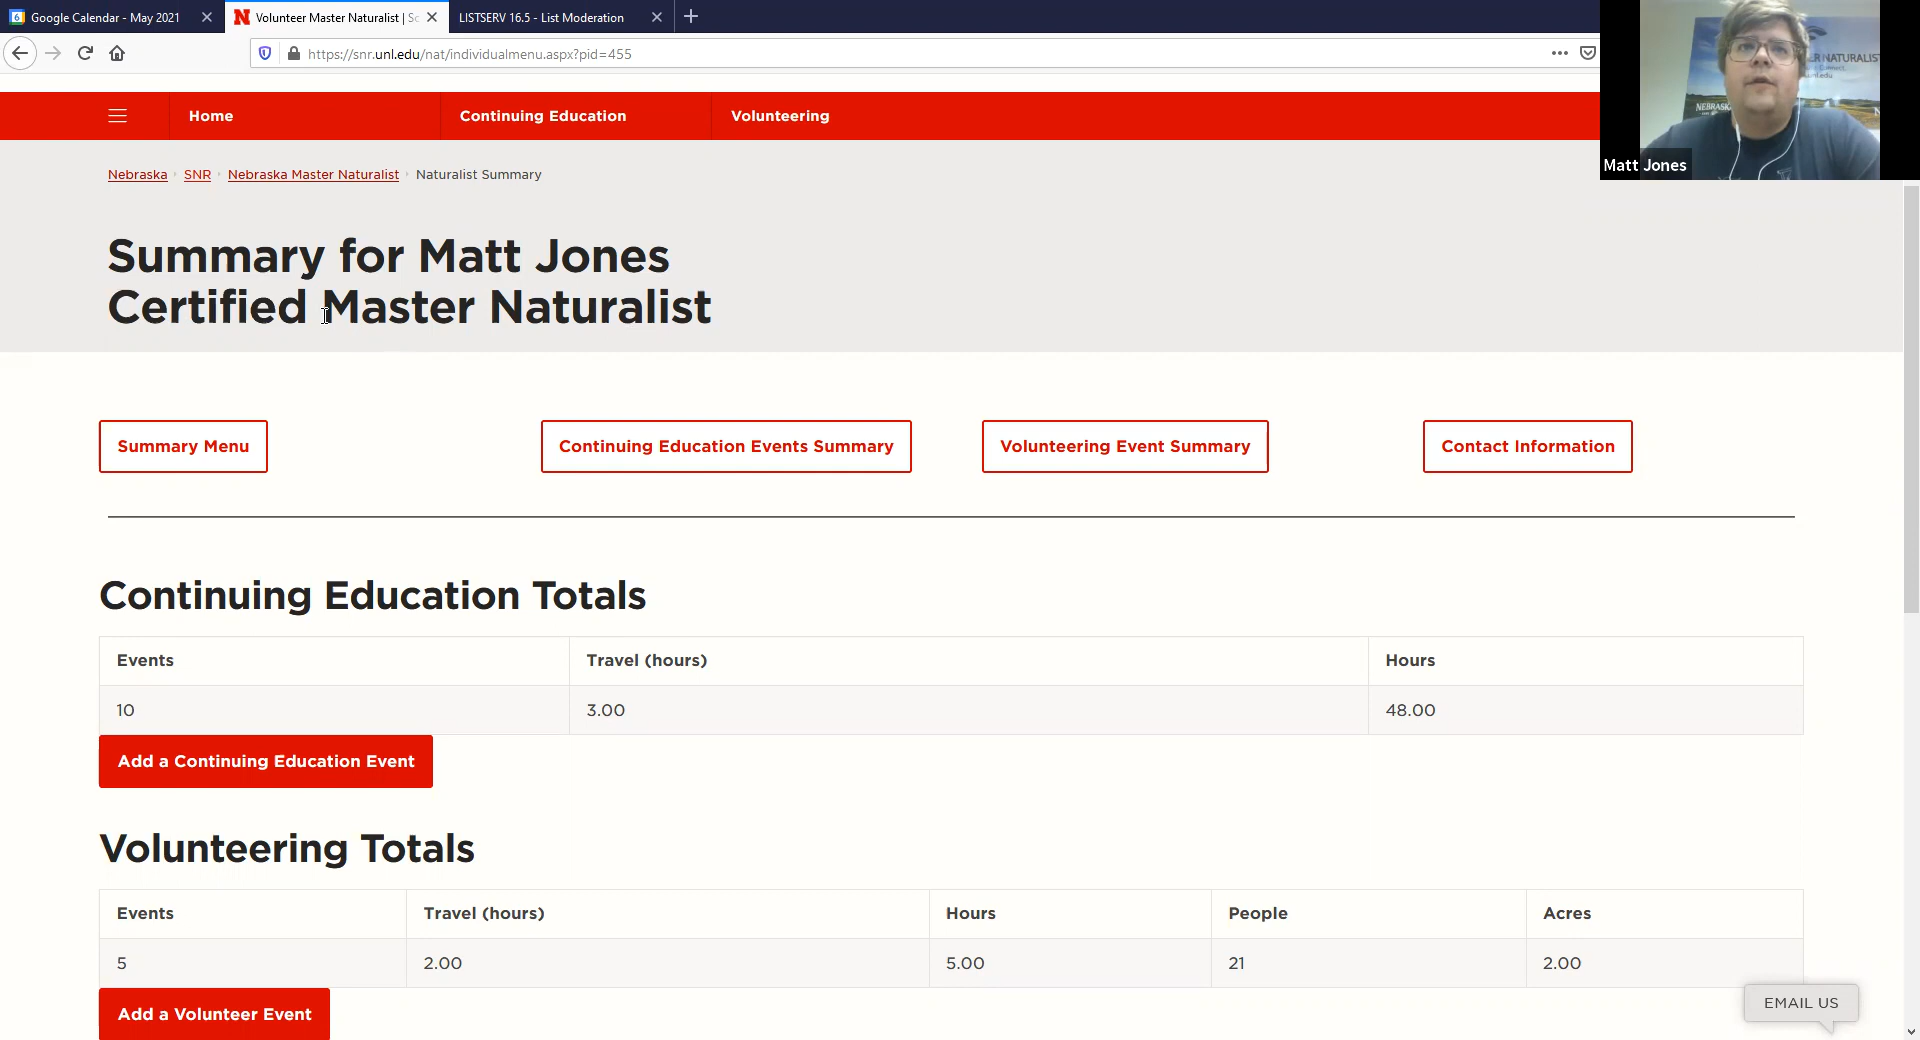 Google Calendar - May 2021
Volunteer Master Naturalist | Sc
LISTSERV 16.5 - List Moderation
https://snr.unl.edu/nat/individualmenu.aspx?pid=455
Home
Continuing Education
Volunteering
NATURALIST
NEBRASKA
Matt Jones
Nebraska
SNR
Nebraska Master Naturalist
Naturalist Summary
Summary for Matt Jones
Certified Master Naturalist
Summary Menu
Continuing Education Events Summary
Volunteering Event Summary
Contact Information
Continuing Education Totals
Events Travel (hours) Hours
10 3.00 48.00
Add a Continuing Education Event
Volunteering Totals
Events Travel (hours) Hours People Acres
5 2.00 5.00 21 2.00
Add a Volunteer Event
EMAIL US